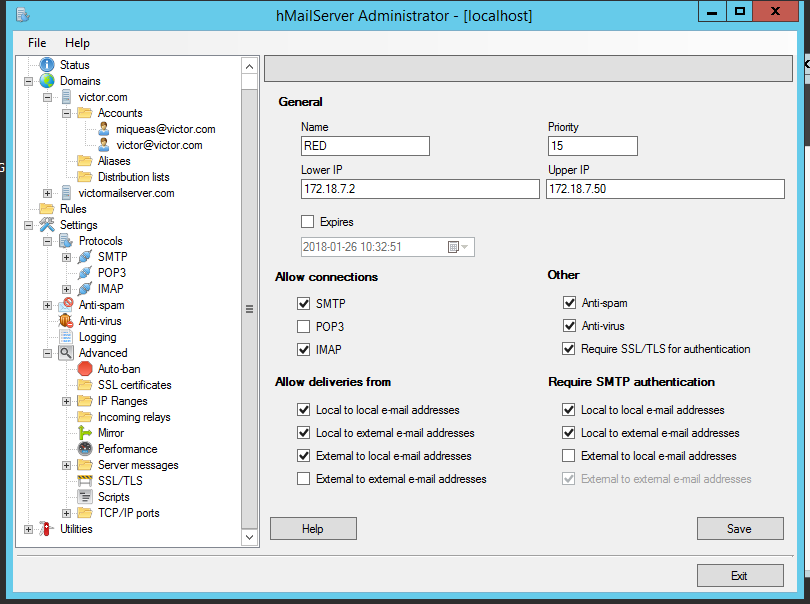 hMailServer Administrator - [localhost]
File Help
Status
Domains
victor.com
Accounts
miqueas@victor.com
victor@victor.com
Aliases
Distribution lists
victormailserver.com
Rules
Settings
Protocols
SMTP
POP3
IMAP
Anti-spam
Anti-virus
Logging
Advanced
Auto-ban
SSL certificates
IP Ranges
Incoming relays
Mirror
Performance
Server messages
SSL/TLS
Scripts
TCP/IP ports
Utilities
General
Name Priority
RED 15
Lower IP Upper IP
172.18.7.2 172.18.7.50
Expires
2018-01-26 10:32:51
Allow connections
SMTP
POP3
IMAP
Other
Anti-spam
Anti-virus
Require SSL/TLS for authentication
Allow deliveries from
Local to local e-mail addresses
Local to external e-mail addresses
External to local e-mail addresses
External to external e-mail addresses
Require SMTP authentication
Local to local e-mail addresses
Local to external e-mail addresses
External to local e-mail addresses
External to external e-mail addresses
Help Save
Exit